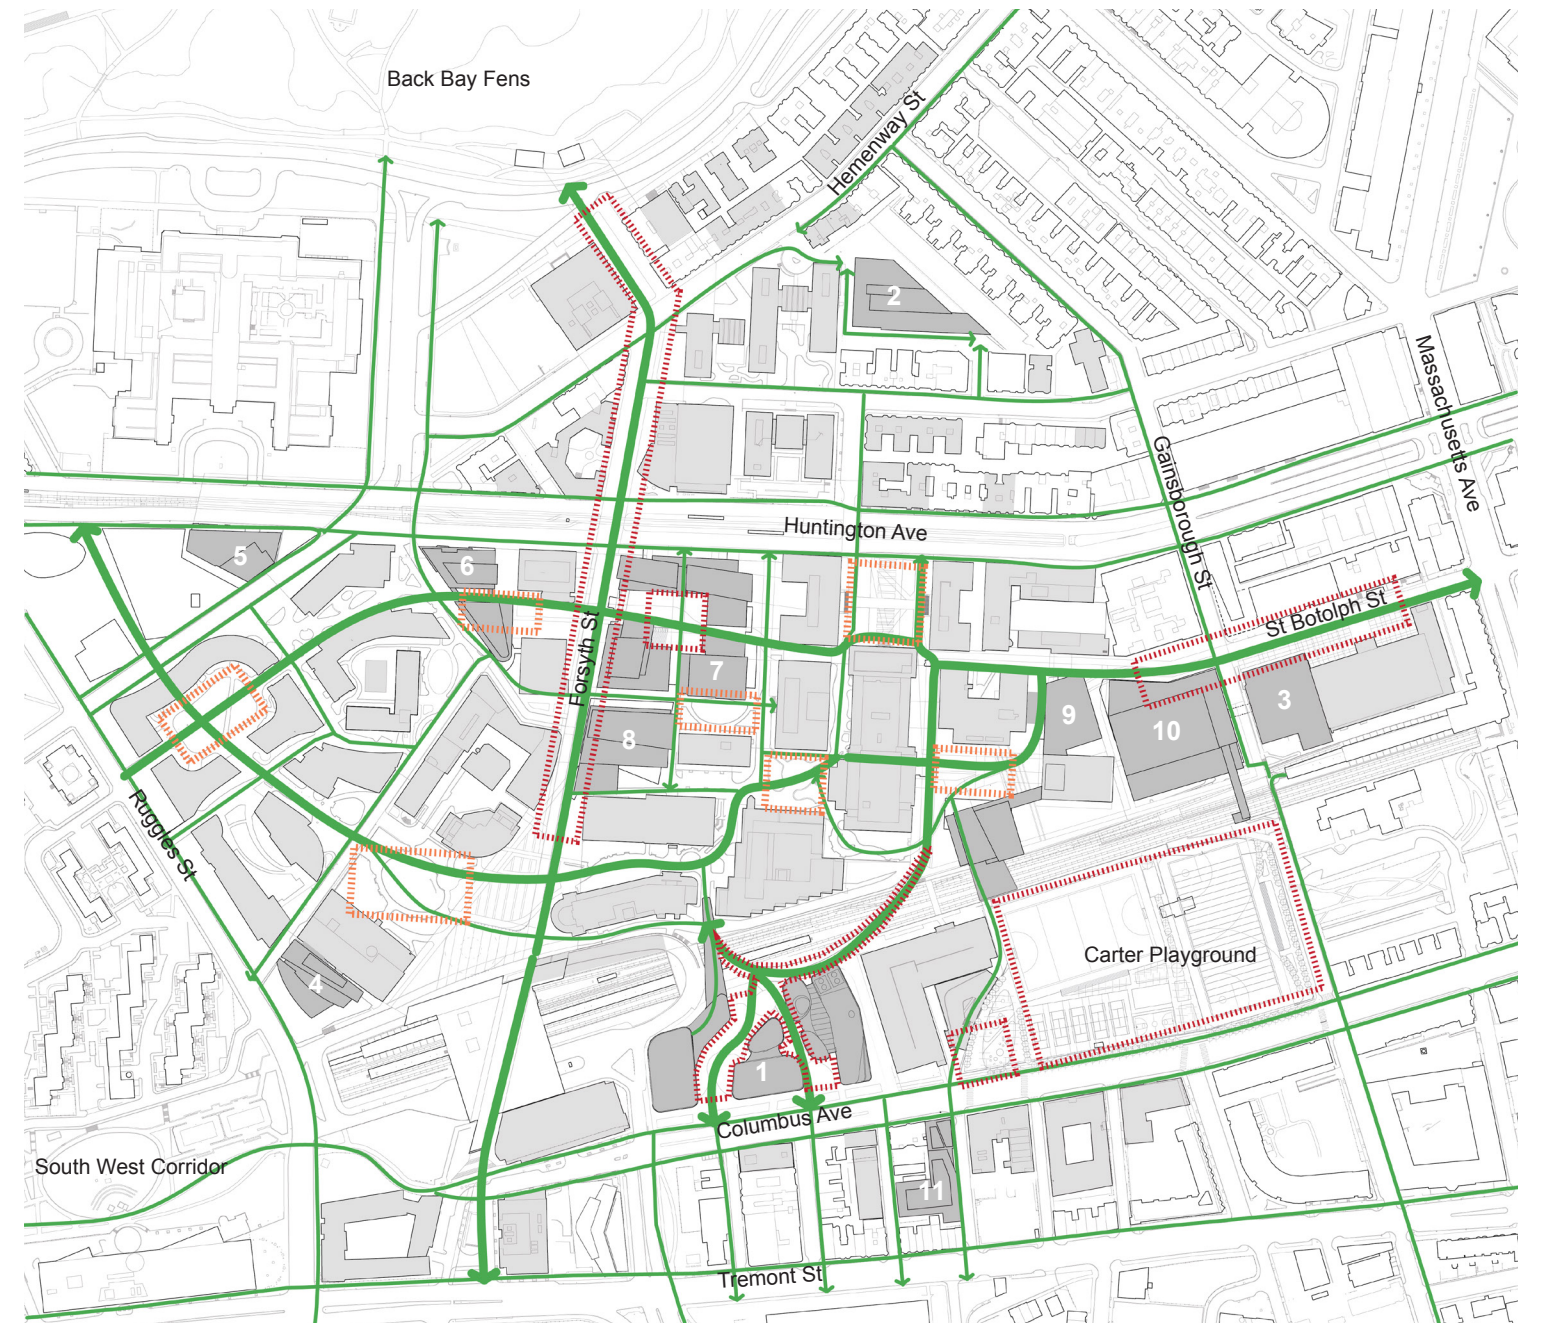 Back Bay Fens
Hemenway St
2
Massachusetts Ave
Gainsborough St
Huntington Ave
5
6
St Botolph St
Forsyth St
7
3
9
10
8
Ruggles St
Carter Playground
4
1
Columbus Ave
South West Corridor
11
Tremont St